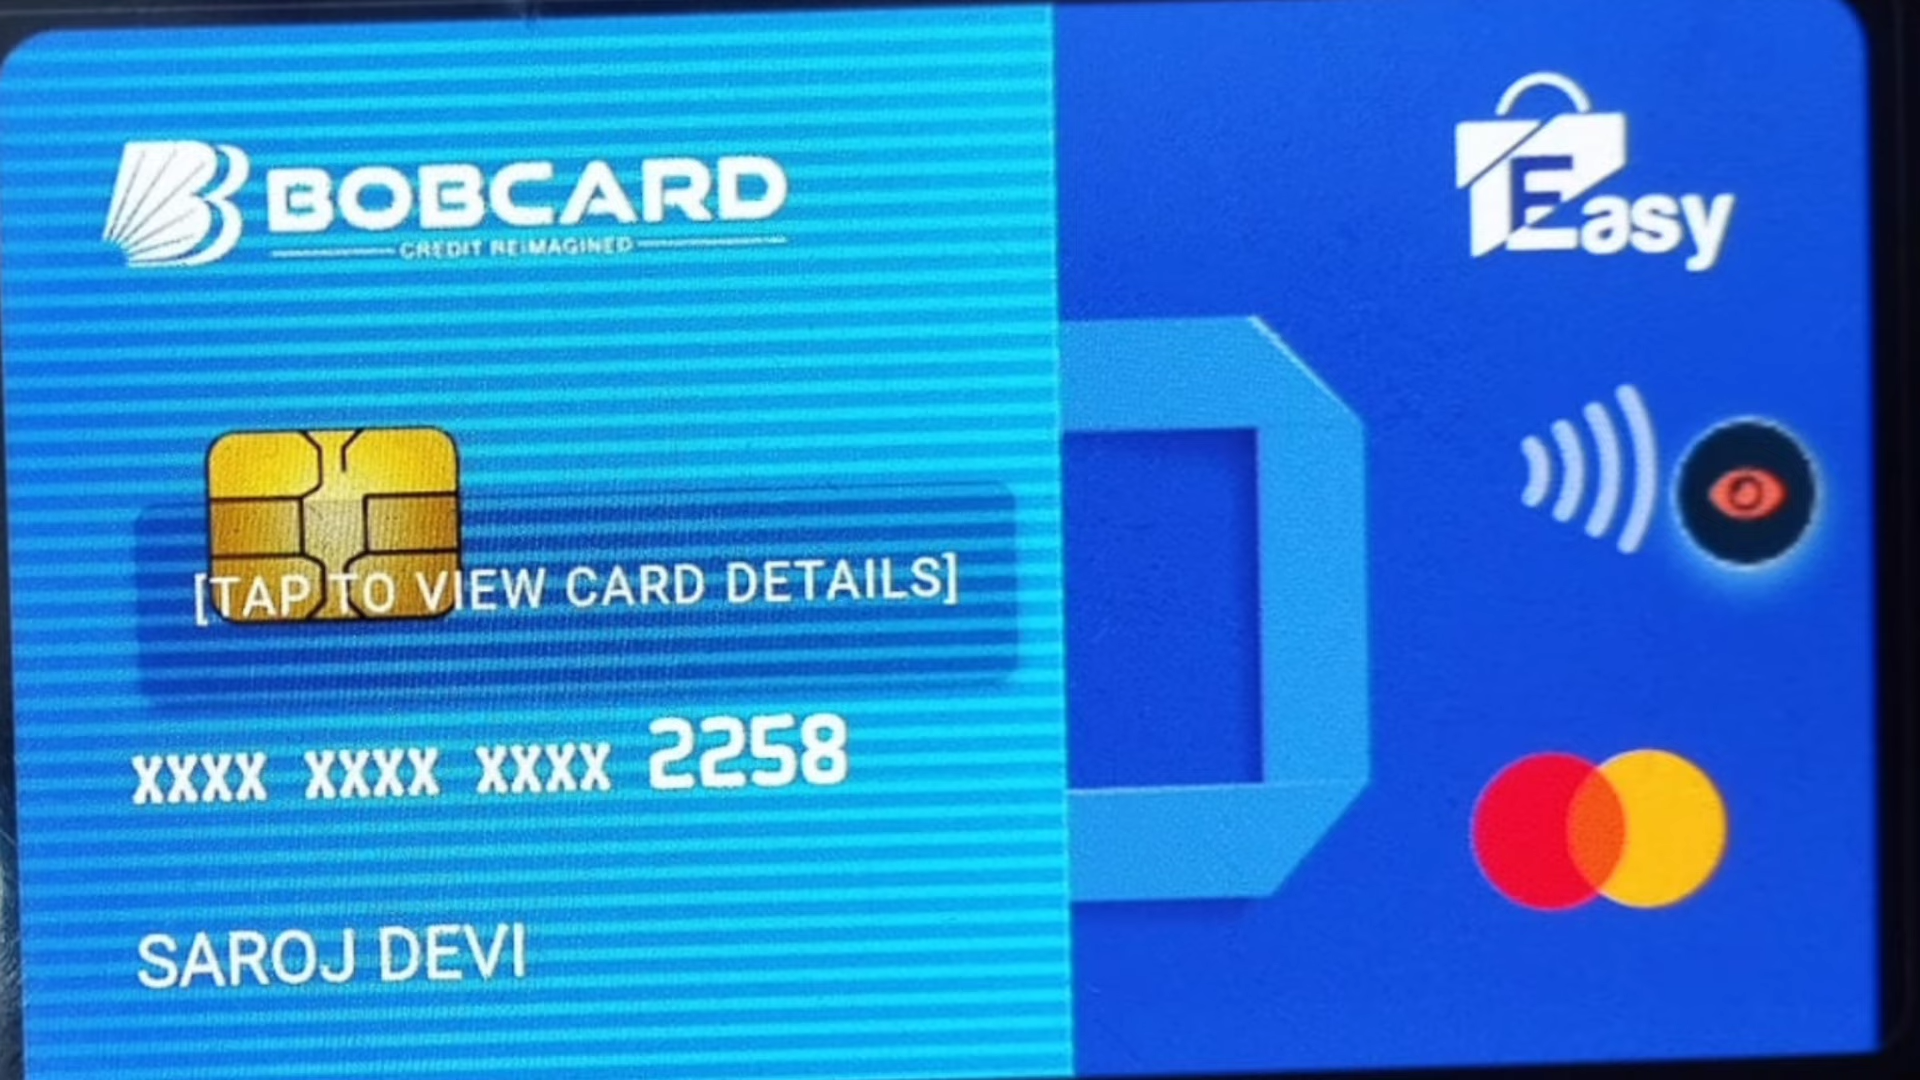 BOBCARD
CREDIT REIMAGINED
Easy
[TAP TO VIEW CARD DETAILS]
XXXX XXXX XXXX 2258
SAROJ DEVI